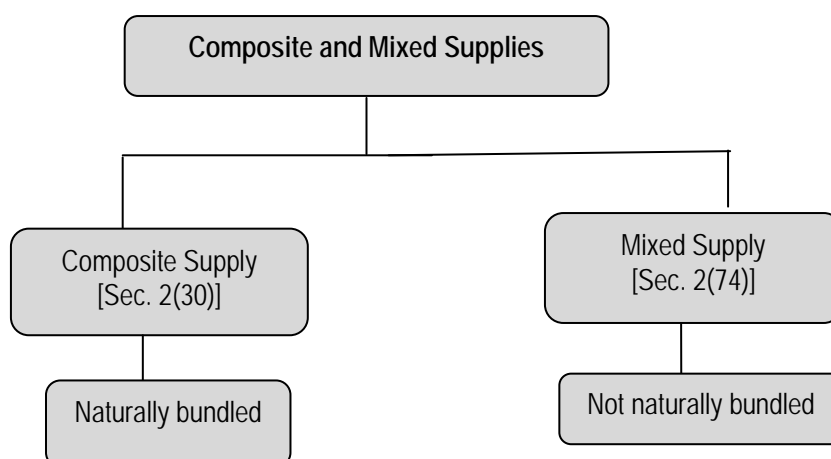 Composite and Mixed Supplies
Composite Supply
[Sec. 2(30)]
Mixed Supply
[Sec. 2(74)]
Naturally bundled
Not naturally bundled